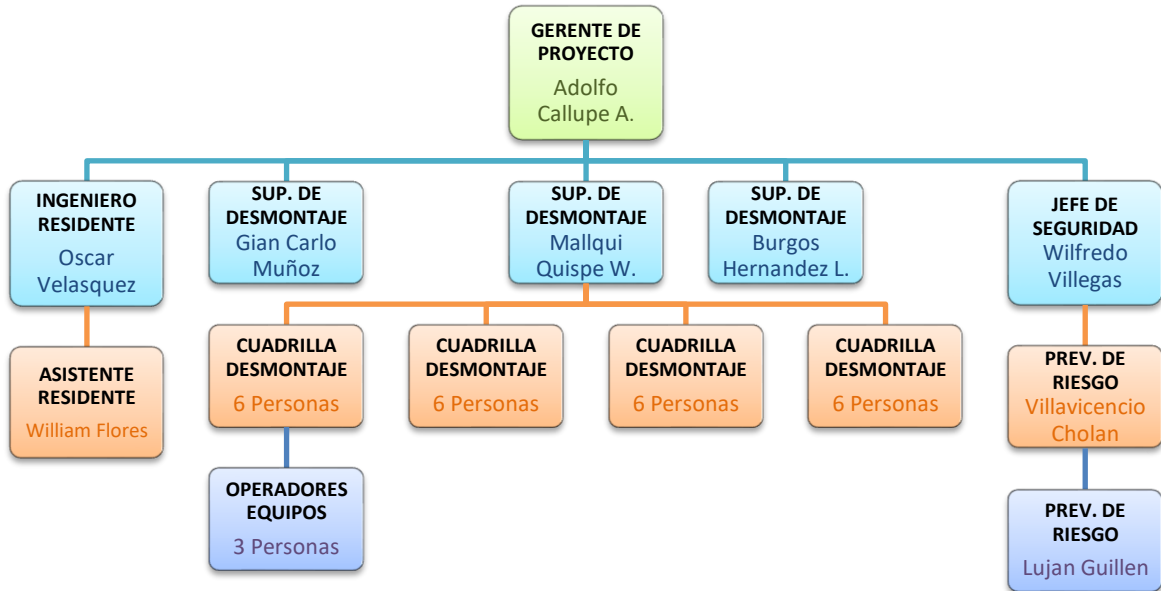 GERENTE DE
PROYECTO
Adolfo
Callupe A.
INGENIERO
RESIDENTE
Oscar
Velasquez
SUP. DE
DESMONTAJE
Gian Carlo
Muñoz
SUP. DE
DESMONTAJE
Mallqui
Quispe W.
SUP. DE
DESMONTAJE
Burgos
Hernandez L.
JEFE DE
SEGURIDAD
Wilfredo
Villegas
ASISTENTE
RESIDENTE
William Flores
CUADRILLA
DESMONTAJE
6 Personas
CUADRILLA
DESMONTAJE
6 Personas
CUADRILLA
DESMONTAJE
6 Personas
CUADRILLA
DESMONTAJE
6 Personas
PREV. DE
RIESGO
Villavicencio
Cholan
OPERADORES
EQUIPOS
3 Personas
PREV. DE
RIESGO
Lujan Guillen